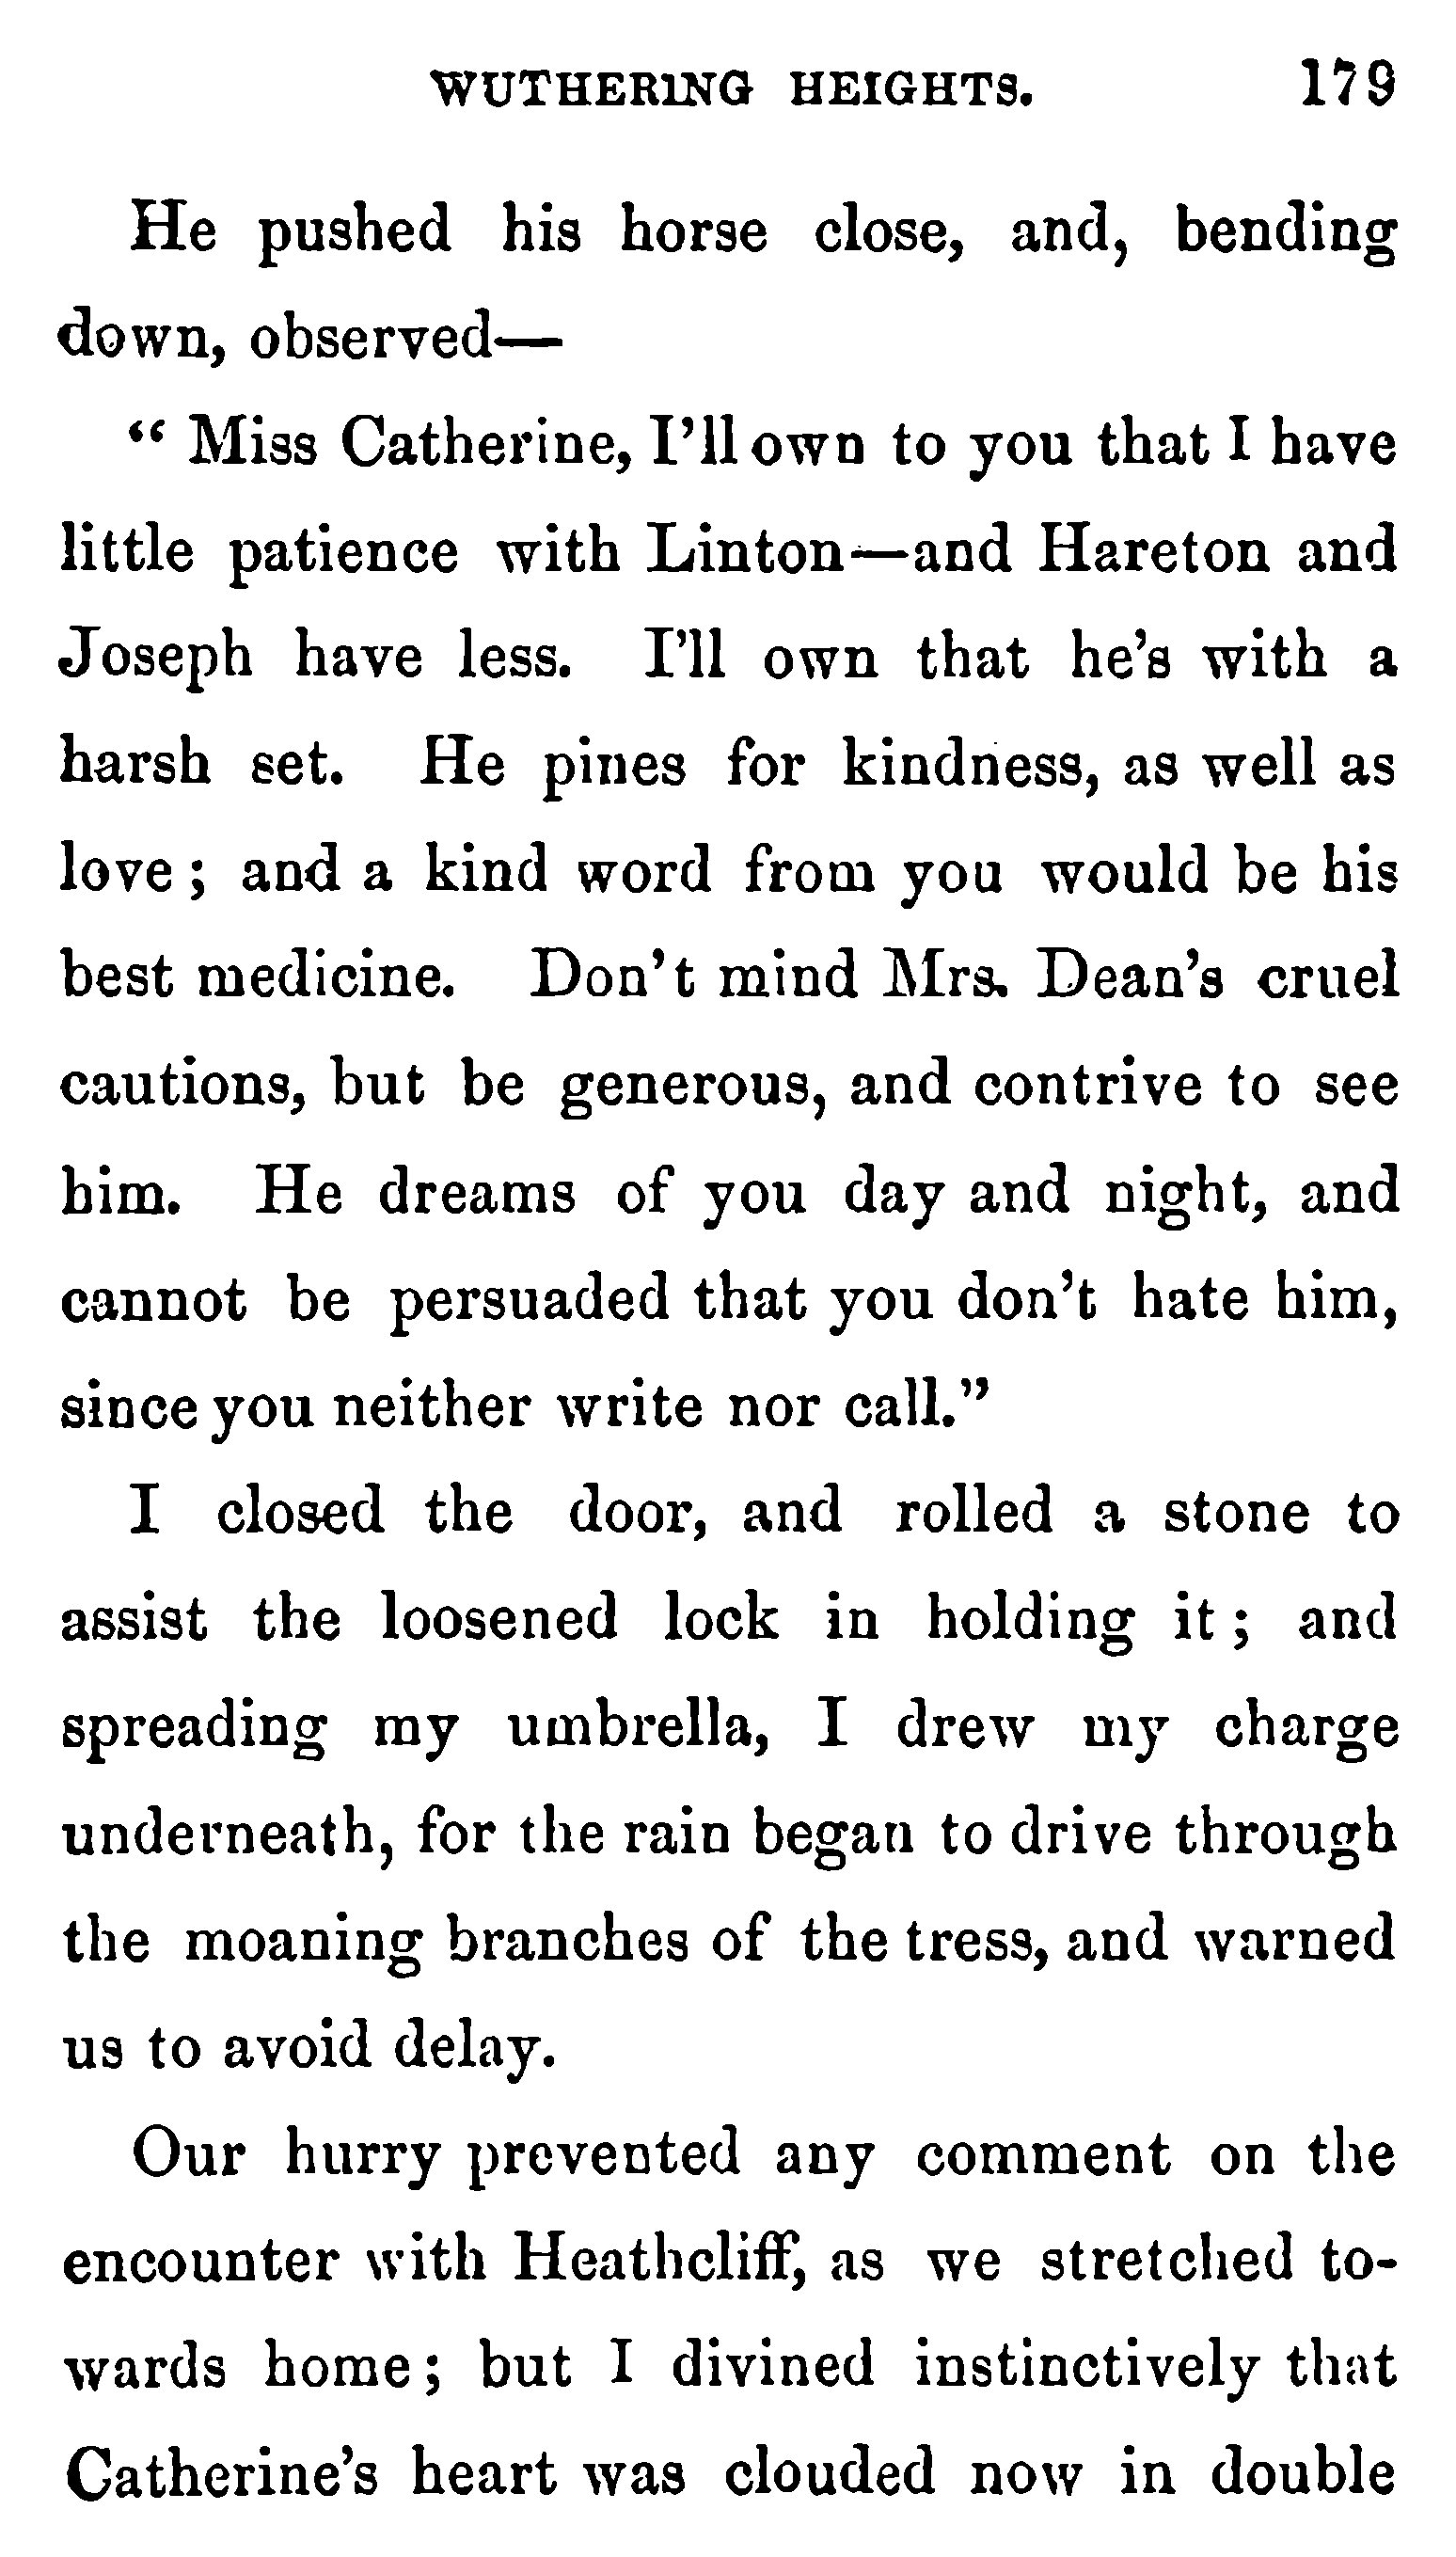 WUTHERING HEIGHTS. 179
He pushed his horse close, and, bending
down, observed—
“ Miss Catherine, I’ll own to you that I have
little patience with Linton—and Hareton and
Joseph have less. I’ll own that he’s with a
harsh set. He pines for kindness, as well as
love ; and a kind word from you would be his
best medicine. Don’t mind Mrs. Dean’s cruel
cautions, but be generous, and contrive to see
him. He dreams of you day and night, and
cannot be persuaded that you don’t hate him,
since you neither write nor call.”
I closed the door, and rolled a stone to
assist the loosened lock in holding it ; and
spreading my umbrella, I drew my charge
underneath, for the rain began to drive through
the moaning branches of the tress, and warned
us to avoid delay.
Our hurry prevented any comment on the
encounter with Heathcliff, as we stretched to-
wards home ; but I divined instinctively that
Catherine’s heart was clouded now in double